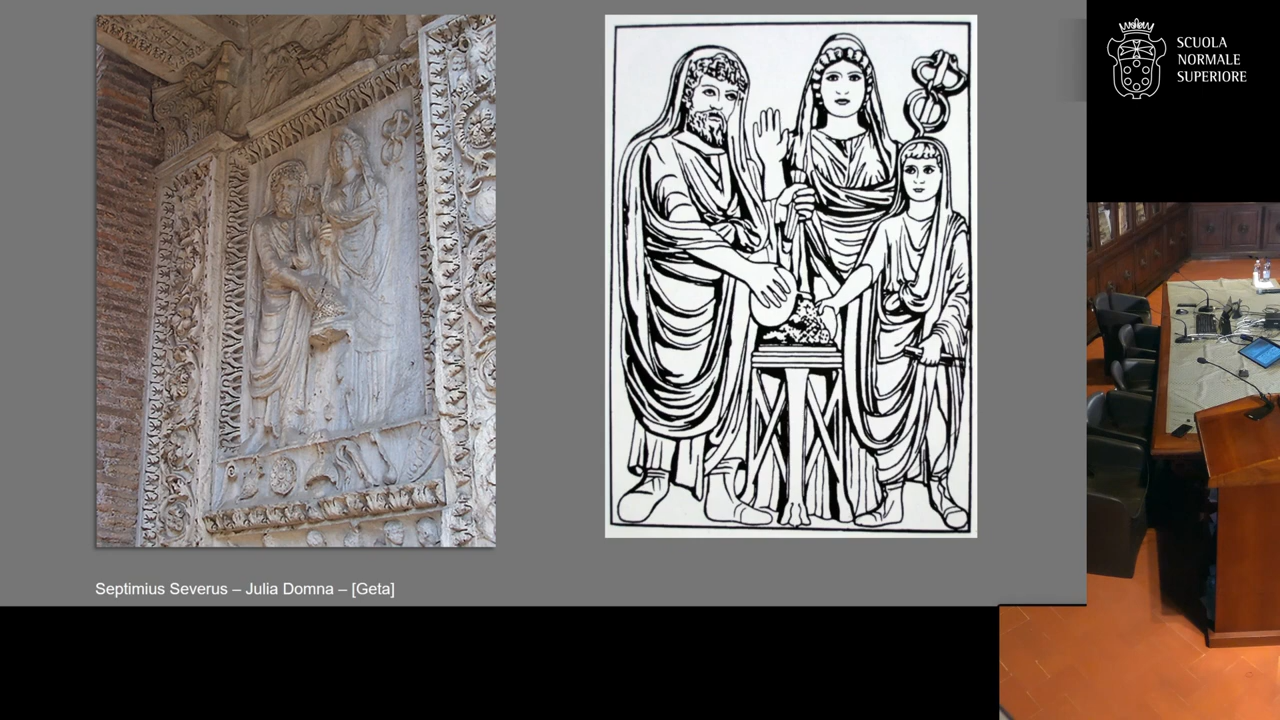 SCUOLA
NORMALE
SUPERIORE
Septimius Severus – Julia Domna – [Geta]